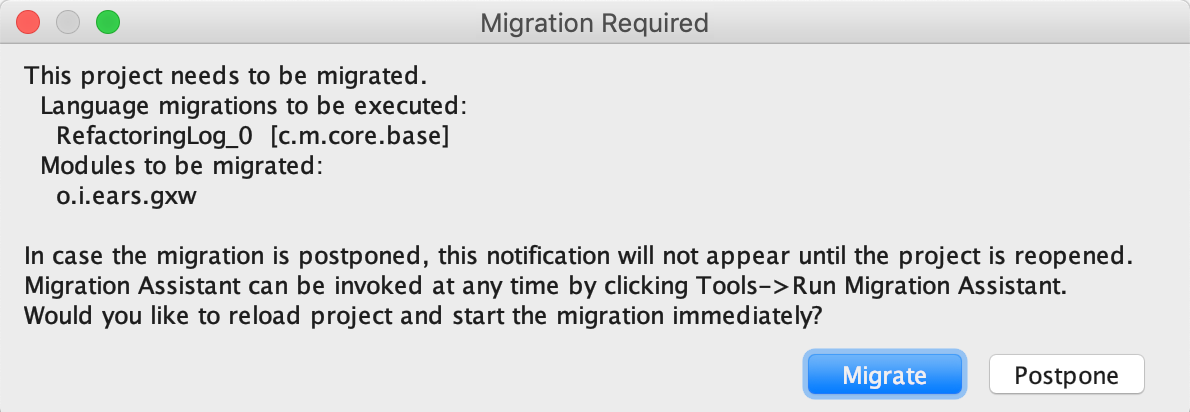 Migration Required
This project needs to be migrated.
Language migrations to be executed:
RefactoringLog_0 [c.m.core.base]
Modules to be migrated:
o.i.ears.gxw
In case the migration is postponed, this notification will not appear until the project is reopened.
Migration Assistant can be invoked at any time by clicking Tools->Run Migration Assistant.
Would you like to reload project and start the migration immediately?
Migrate Postpone